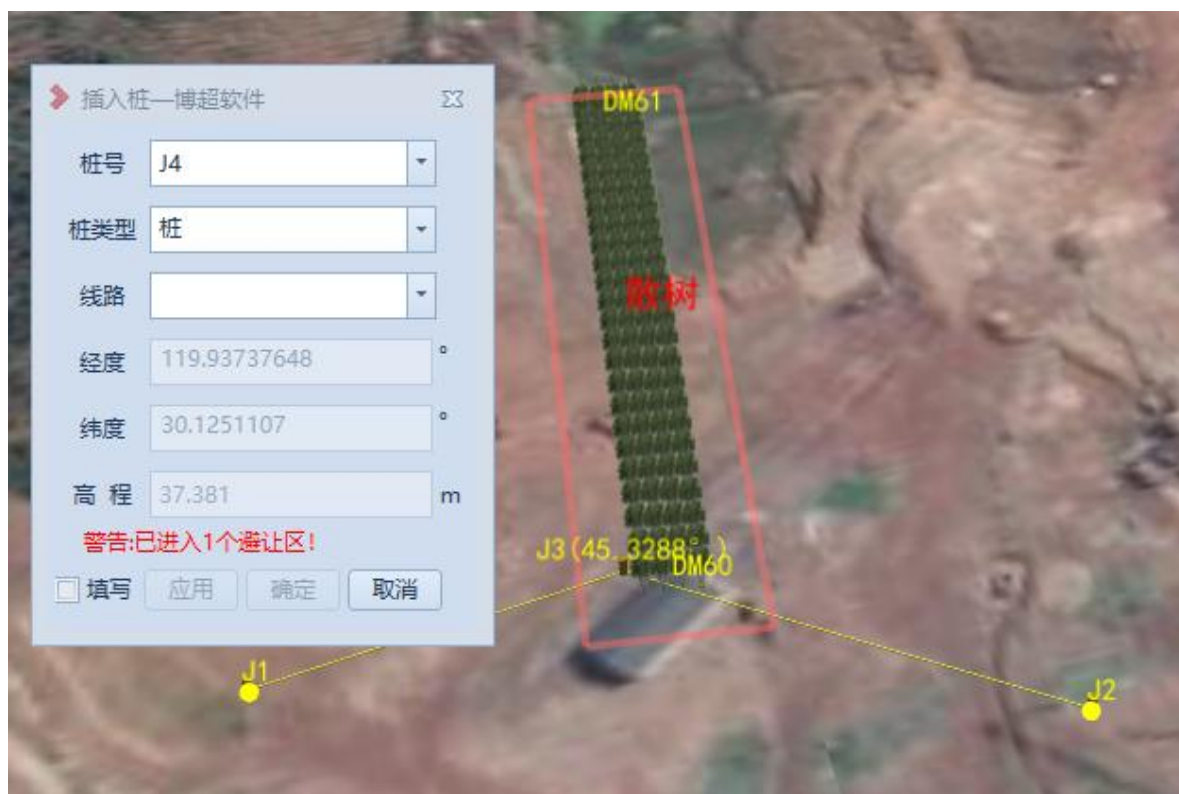 插入桩—博超软件
桩号 J4
桩类型 桩
线路
经度 119.93737648 °
纬度 30.1251107 °
高 程 37.381 m
警告:已进入1个避让区!
填写 应用 确定 取消
DM61
散树
J3(45.3288°)
DM60
J1
J2